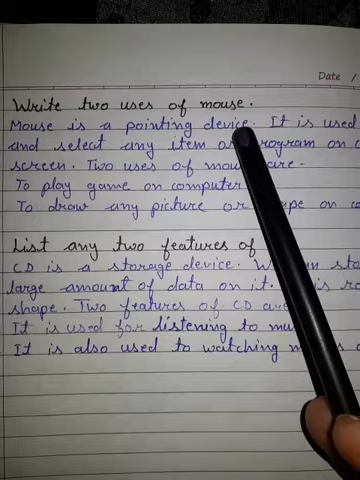 Date /
Write two uses of mouse.
Mouse is a pointing device. It is used
and select any item on
screen. Two uses of are-
To play game on computer
To draw any picture or on
List any two features of
CD is a storage device.
large amount of data on it. is
shape. Two features of CD are
It is used for listening to
It is also used to watching